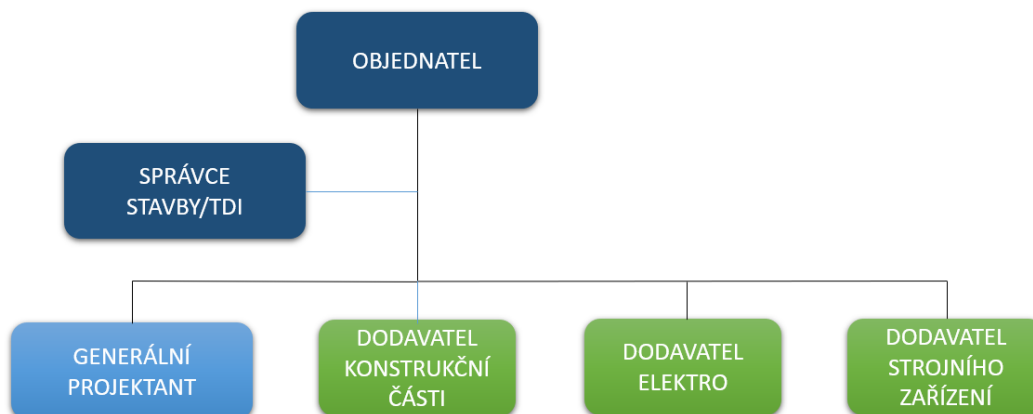 OBJEDNATEL
SPRÁVCE
STAVBY/TDI
GENERÁLNÍ
PROJEKTANT
DODAVATEL
KONSTRUKČNÍ
ČÁSTI
DODAVATEL
ELEKTRO
DODAVATEL
STROJNÍHO
ZAŘÍZENÍ